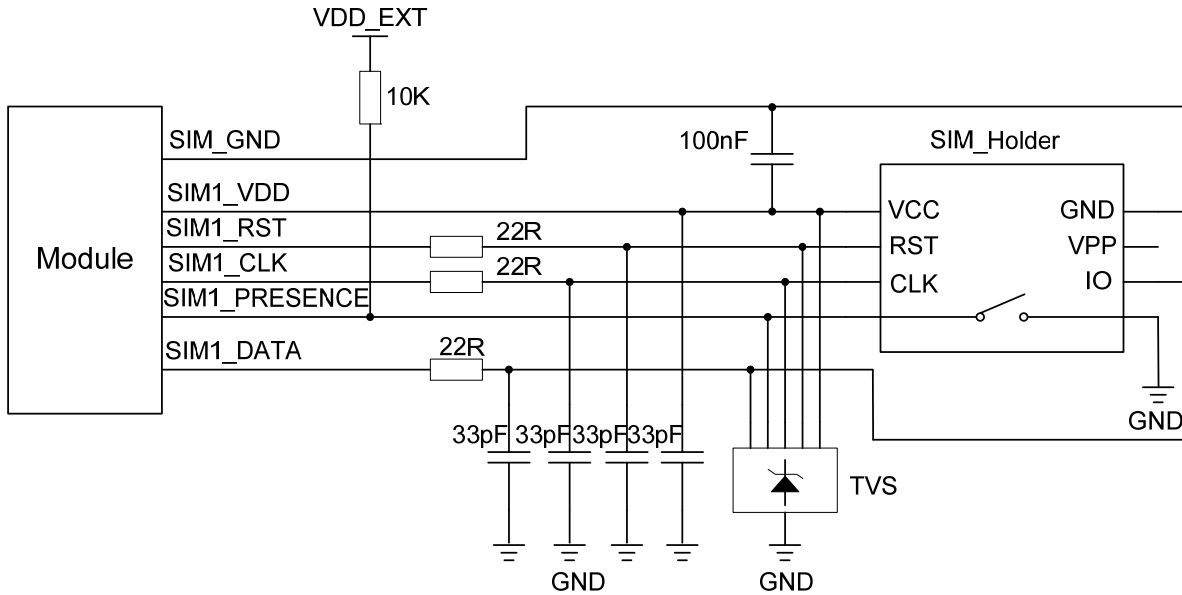 VDD_EXT
10K
SIM_GND
100nF
SIM_Holder
SIM1_VDD
VCC
GND
SIM1_RST
22R
RST
VPP
Module
SIM1_CLK
22R
CLK
IO
SIM1_PRESENCE
SIM1_DATA
22R
GND
33pF 33pF 33pF 33pF
TVS
GND
GND